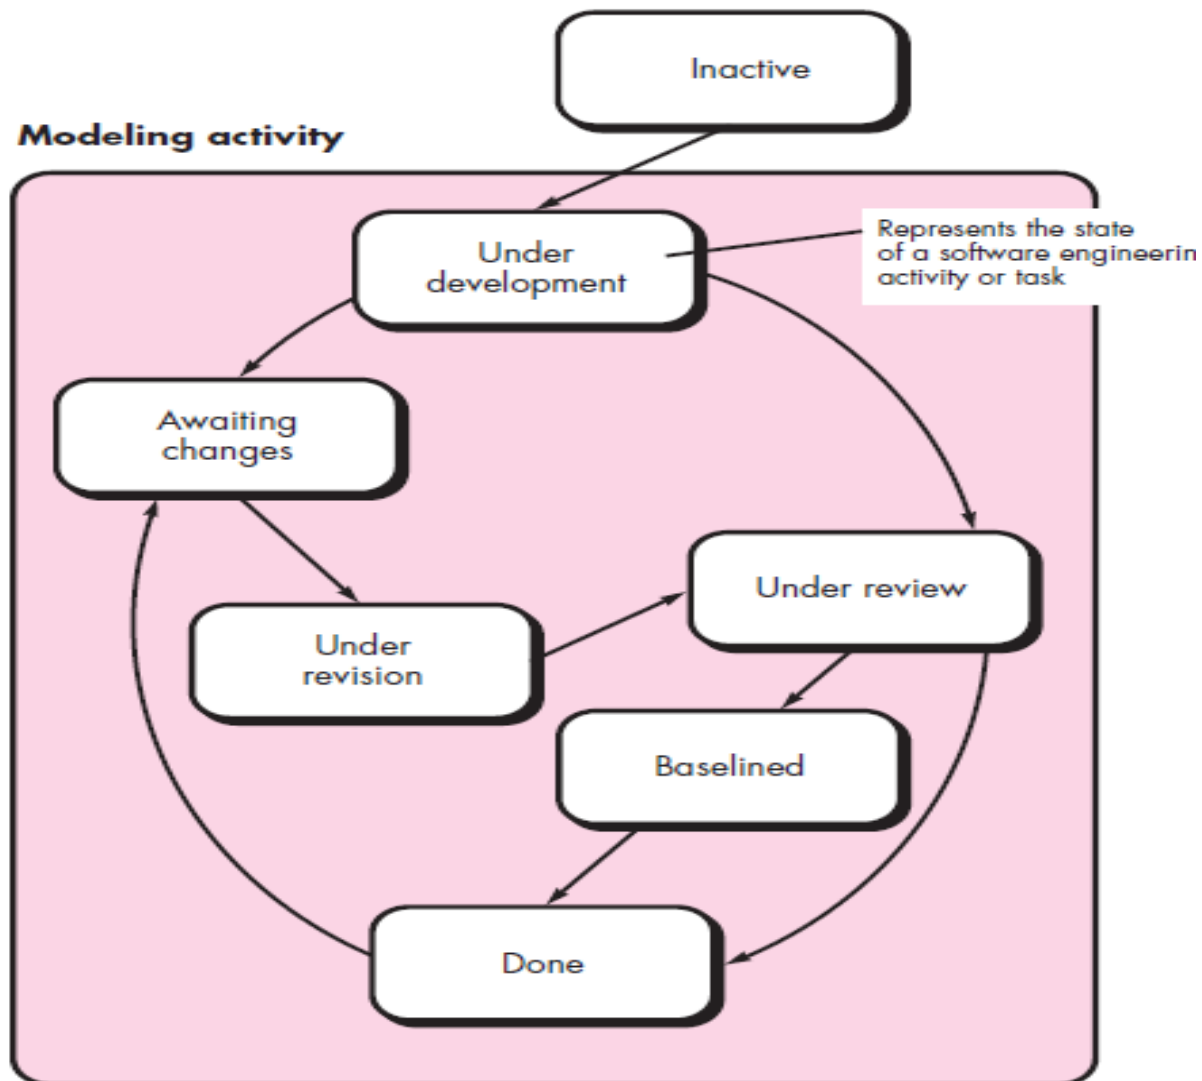 Inactive
Modeling activity
Represents the state
of a software engineerin
activity or task
Under
development
Awaiting
changes
Under review
Under
revision
Baselined
Done